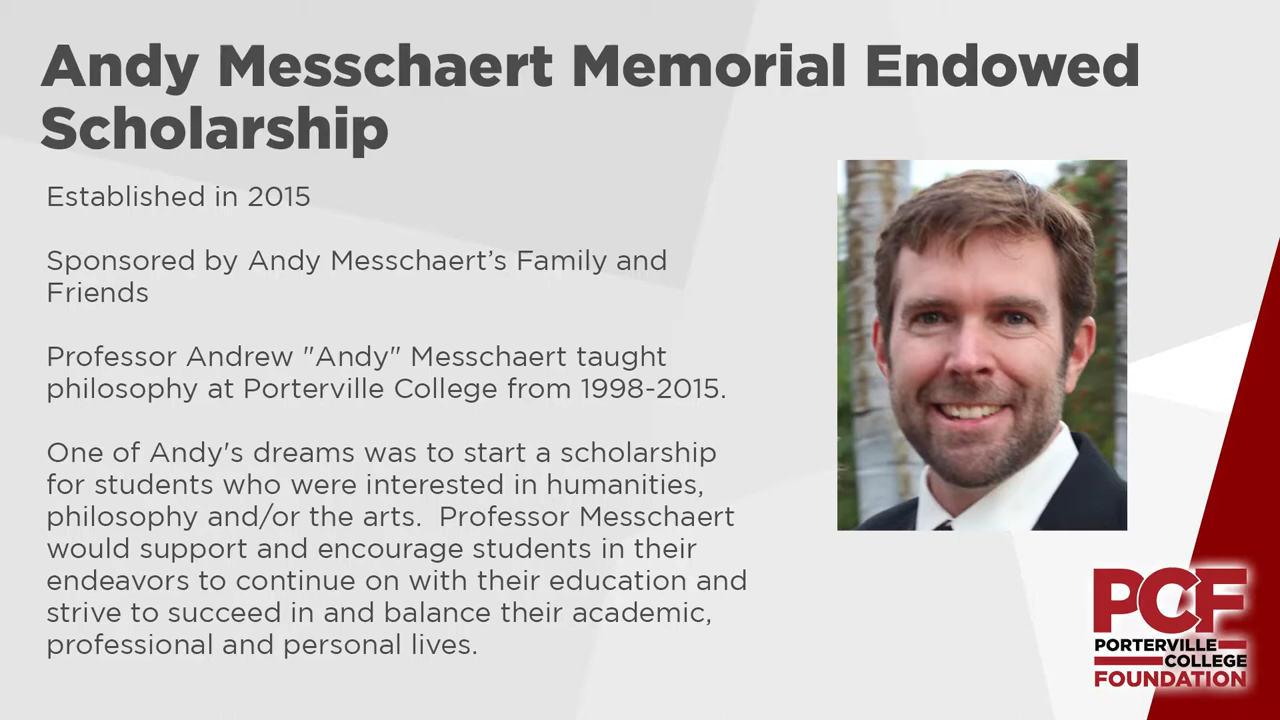 Andy Messchaert Memorial Endowed
Scholarship
Established in 2015
Sponsored by Andy Messchaert’s Family and
Friends
Professor Andrew "Andy" Messchaert taught
philosophy at Porterville College from 1998-2015.
One of Andy's dreams was to start a scholarship
for students who were interested in humanities,
philosophy and/or the arts.  Professor Messchaert
would support and encourage students in their
endeavors to continue on with their education and
strive to succeed in and balance their academic,
professional and personal lives.
PCF
PORTERVILLE
COLLEGE
FOUNDATION